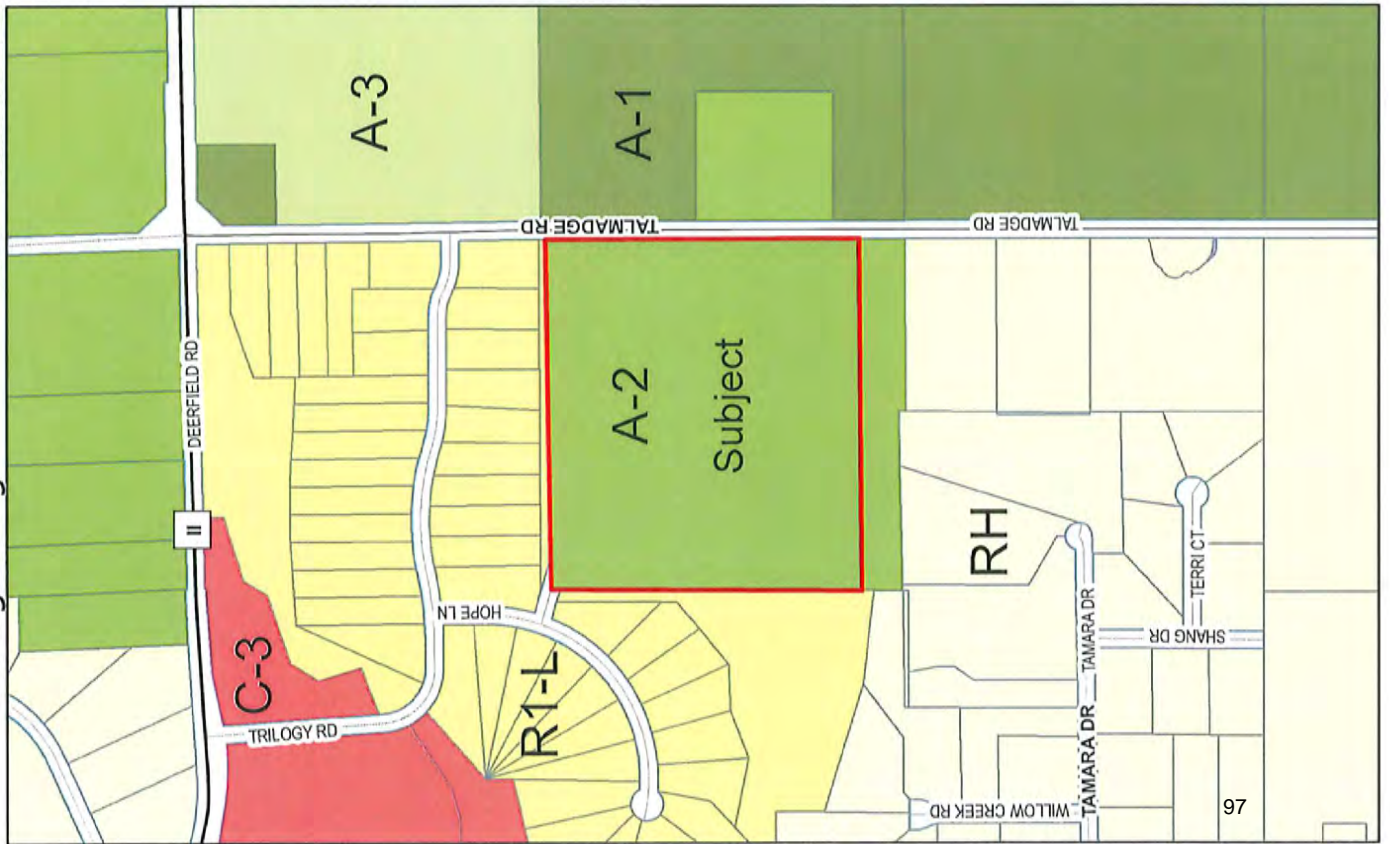 A-3
A-1
TALMADGE RD
TALMADGE RD
DEERFIELD RD
A-2
Subject
II
HOPE LN
RH
TERRI CT
C-3
R1-L
TAMARA DR
SHANG DR
TRILOGY RD
TAMARA DR
WILLOW CREEK RD
97